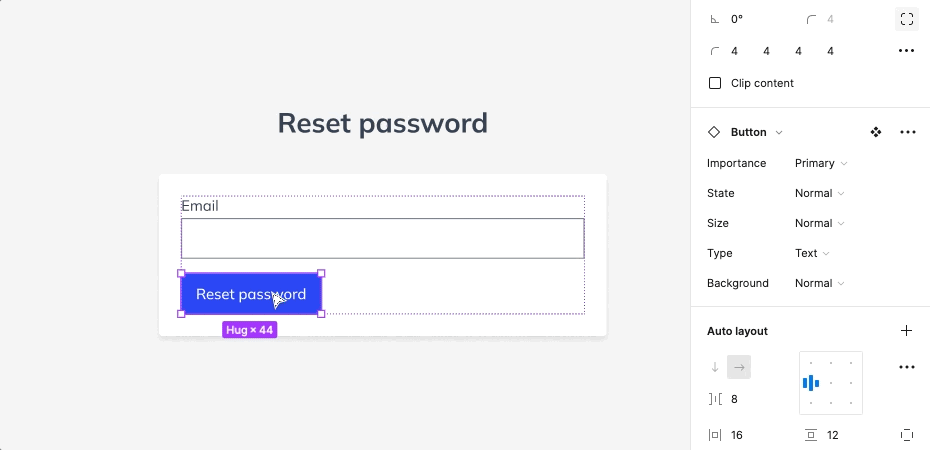 Reset password
Email
Reset password
Hug × 44
0° 4
4 4 4 4
Clip content
Button
Importance Primary
State Normal
Size Normal
Type Text
Background Normal
Auto layout
8
16 12